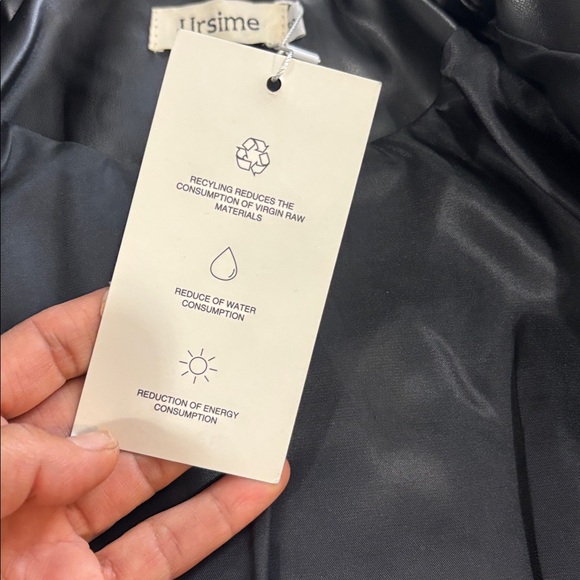 Ursime
RECYLING REDUCES THE
CONSUMPTION OF VIRGIN RAW
MATERIALS
REDUCE OF WATER
CONSUMPTION
REDUCTION OF ENERGY
CONSUMPTION